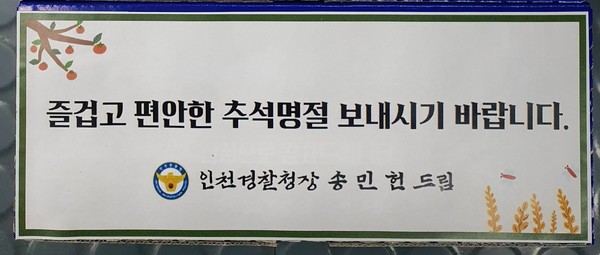 즐겁고 편안한 추석명절 보내시기 바랍니다.
인천경찰청장 송민헌 드림